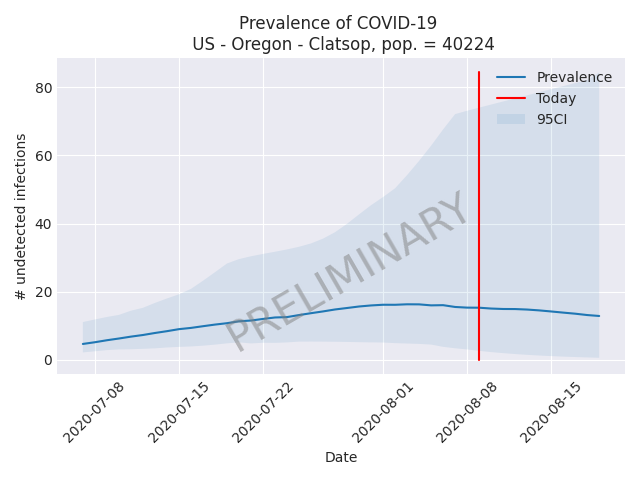 Prevalence of COVID-19
US - Oregon - Clatsop, pop. = 40224
Prevalence
Today
95CI
# undetected infections
80
60
40
20
0
PRELIMINARY
2020-07-08
2020-07-15
2020-07-22
2020-08-01
2020-08-08
2020-08-15
Date